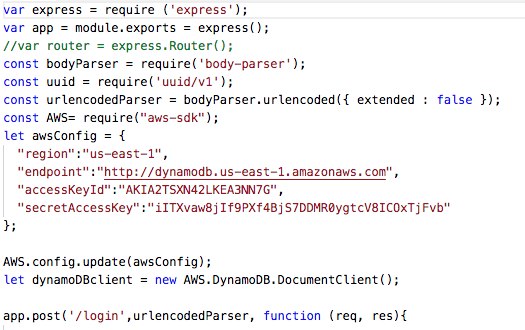 var express = require ('express');
var app = module.exports = express();
//var router = express.Router();
const bodyParser = require('body-parser');
const uuid = require('uuid/v1');
const urlencodedParser = bodyParser.urlencoded({ extended : false });
const AWS= require("aws-sdk");
let awsConfig = {
  "region":"us-east-1",
  "endpoint":"http://dynamodb.us-east-1.amazonaws.com",
  "accessKeyId":"AKIA2TSXN42LKEA3NN7G",
  "secretAccessKey":"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"
};

AWS.config.update(awsConfig);
let dynamoDBclient = new AWS.DynamoDB.DocumentClient();

app.post('/login',urlencodedParser, function (req, res){